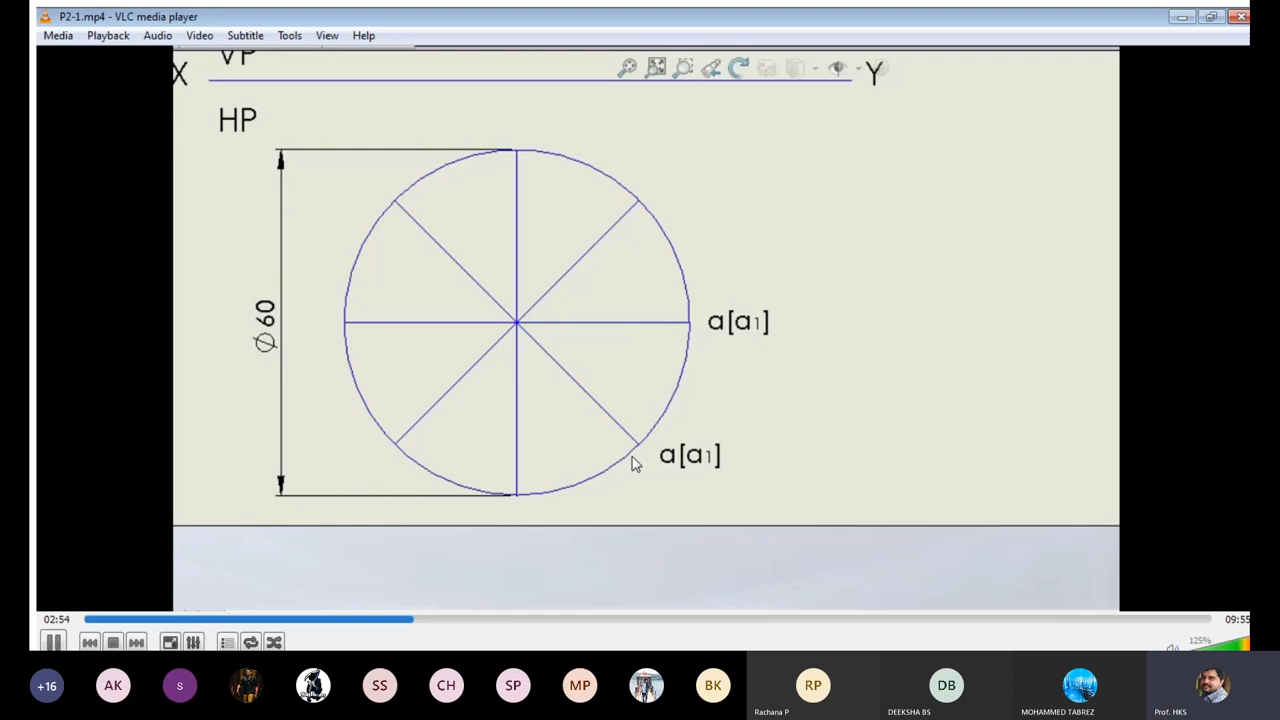 P2-1.mp4 - VLC media player
Media Playback Audio Video Subtitle Tools View Help
VP
X Y
HP
∅ 60
a[a1]
a[a1]
02:54 09:55
125%
+16 AK S SS CH SP MP BK RP DB
Rachana P DEEKSHA BS MOHAMMED TABREZ Prof. HKS